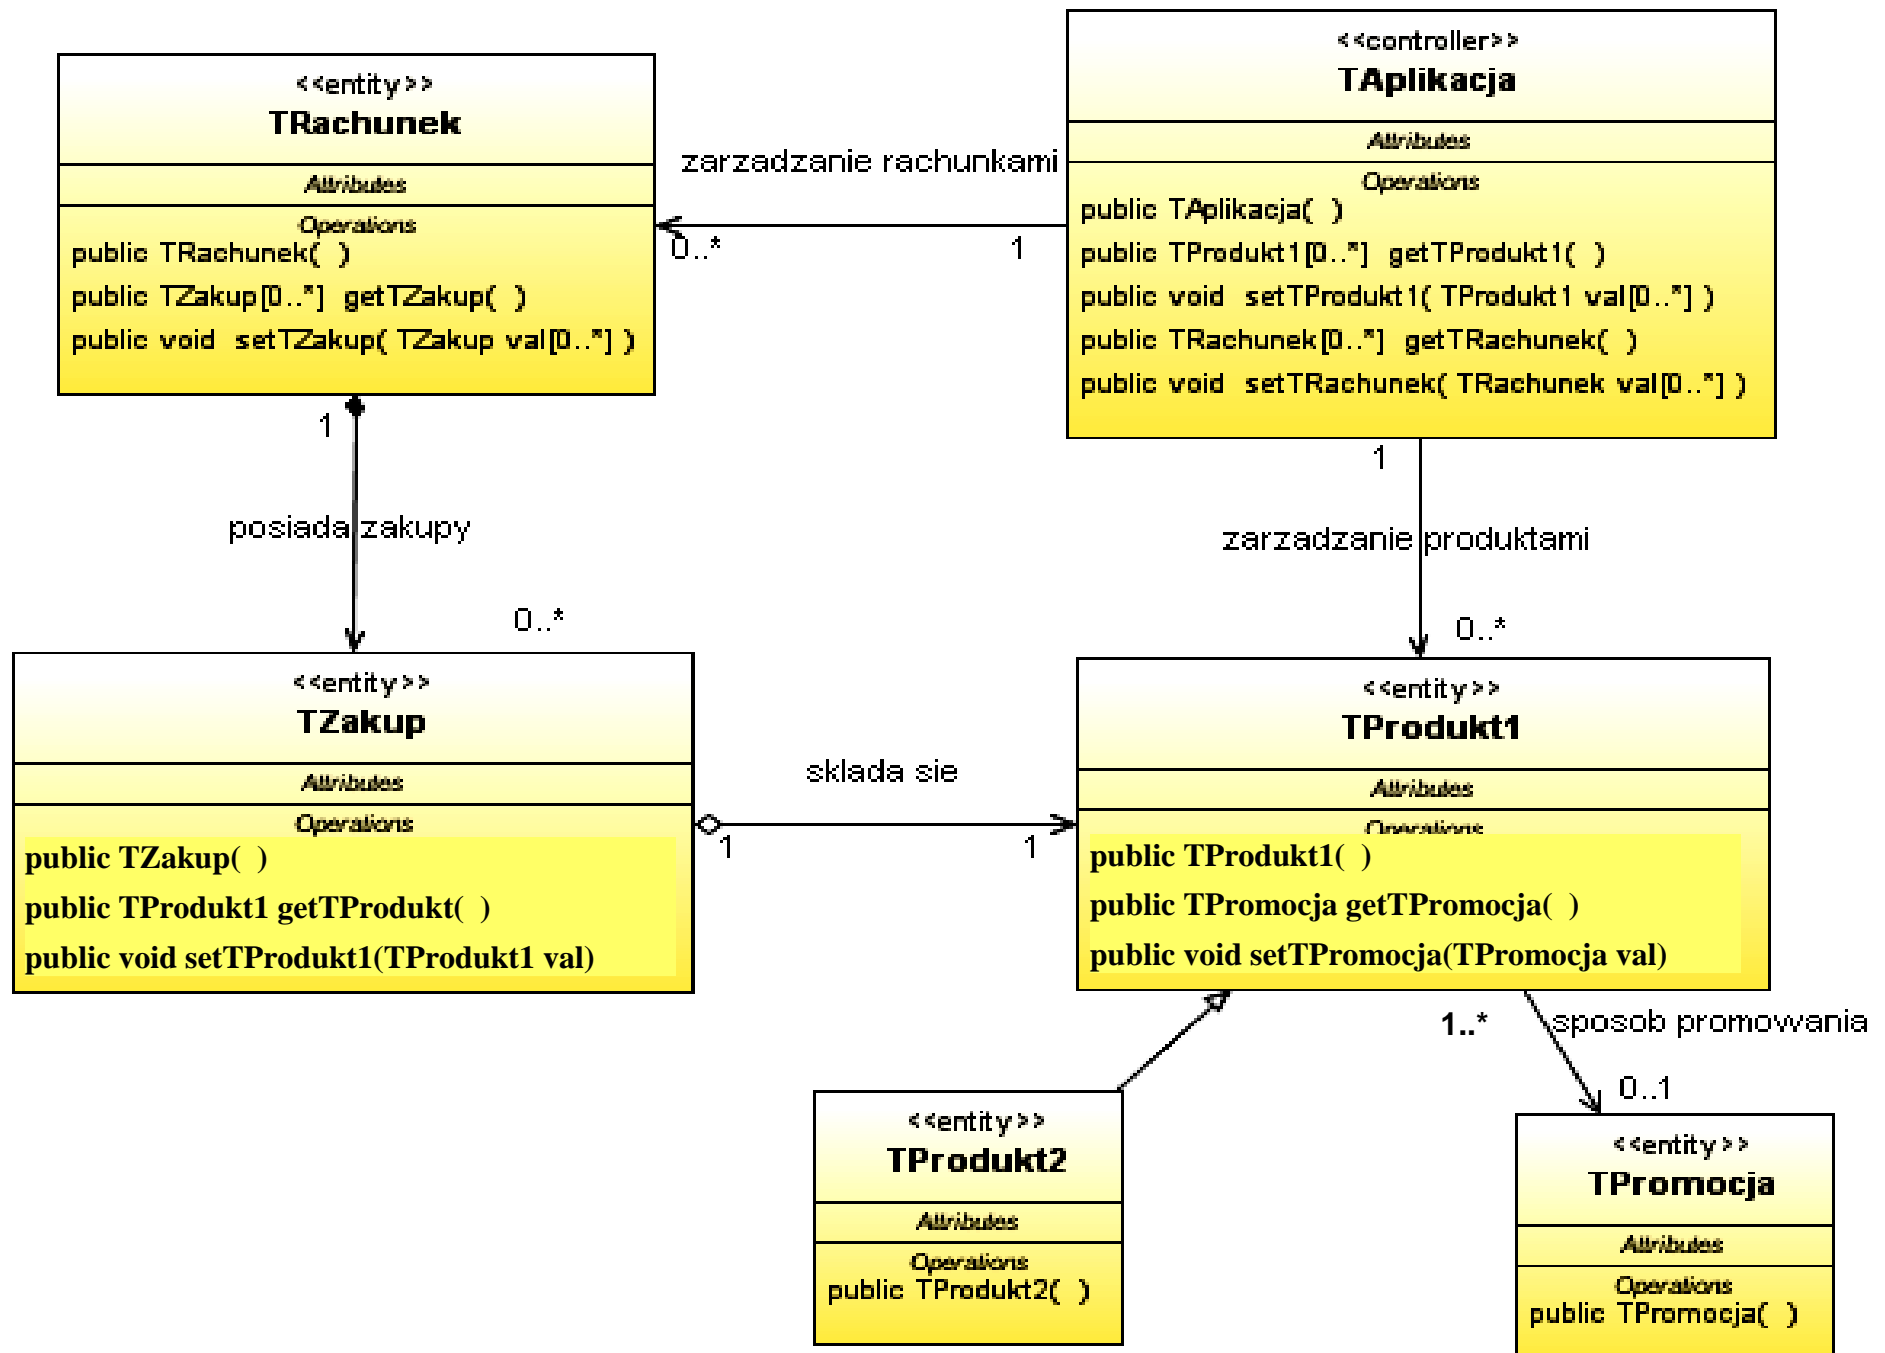 <<entity>>
TRachunek
Attributes
Operations
public TRachunek(  )
public TZakup[0..*]  getTZakup(  )
public void  setTZakup( TZakup val[0..*] )
<<controller>>
TAplikacja
Attributes
Operations
public TAplikacja(  )
public TProdukt1[0..*]  getTProdukt1(  )
public void  setTProdukt1( TProdukt1 val[0..*] )
public TRachunek[0..*]  getTRachunek(  )
public void  setTRachunek( TRachunek val[0..*] )
zarzadzanie rachunkami
0..*
1
1
posiada zakupy
0..*
1
zarzadzanie produktami
0..*
<<entity>>
TZakup
Attributes
Operations
public TZakup(  )
public TProdukt1 getTProdukt(  )
public void setTProdukt1(TProdukt1 val)
sklada sie
1
1
<<entity>>
TProdukt1
Attributes
Operations
public TProdukt1(  )
public TPromocja getTPromocja(  )
public void setTPromocja(TPromocja val)
1..*
sposob promowania
0..1
<<entity>>
TProdukt2
Attributes
Operations
public TProdukt2(  )
<<entity>>
TPromocja
Attributes
Operations
public TPromocja(  )